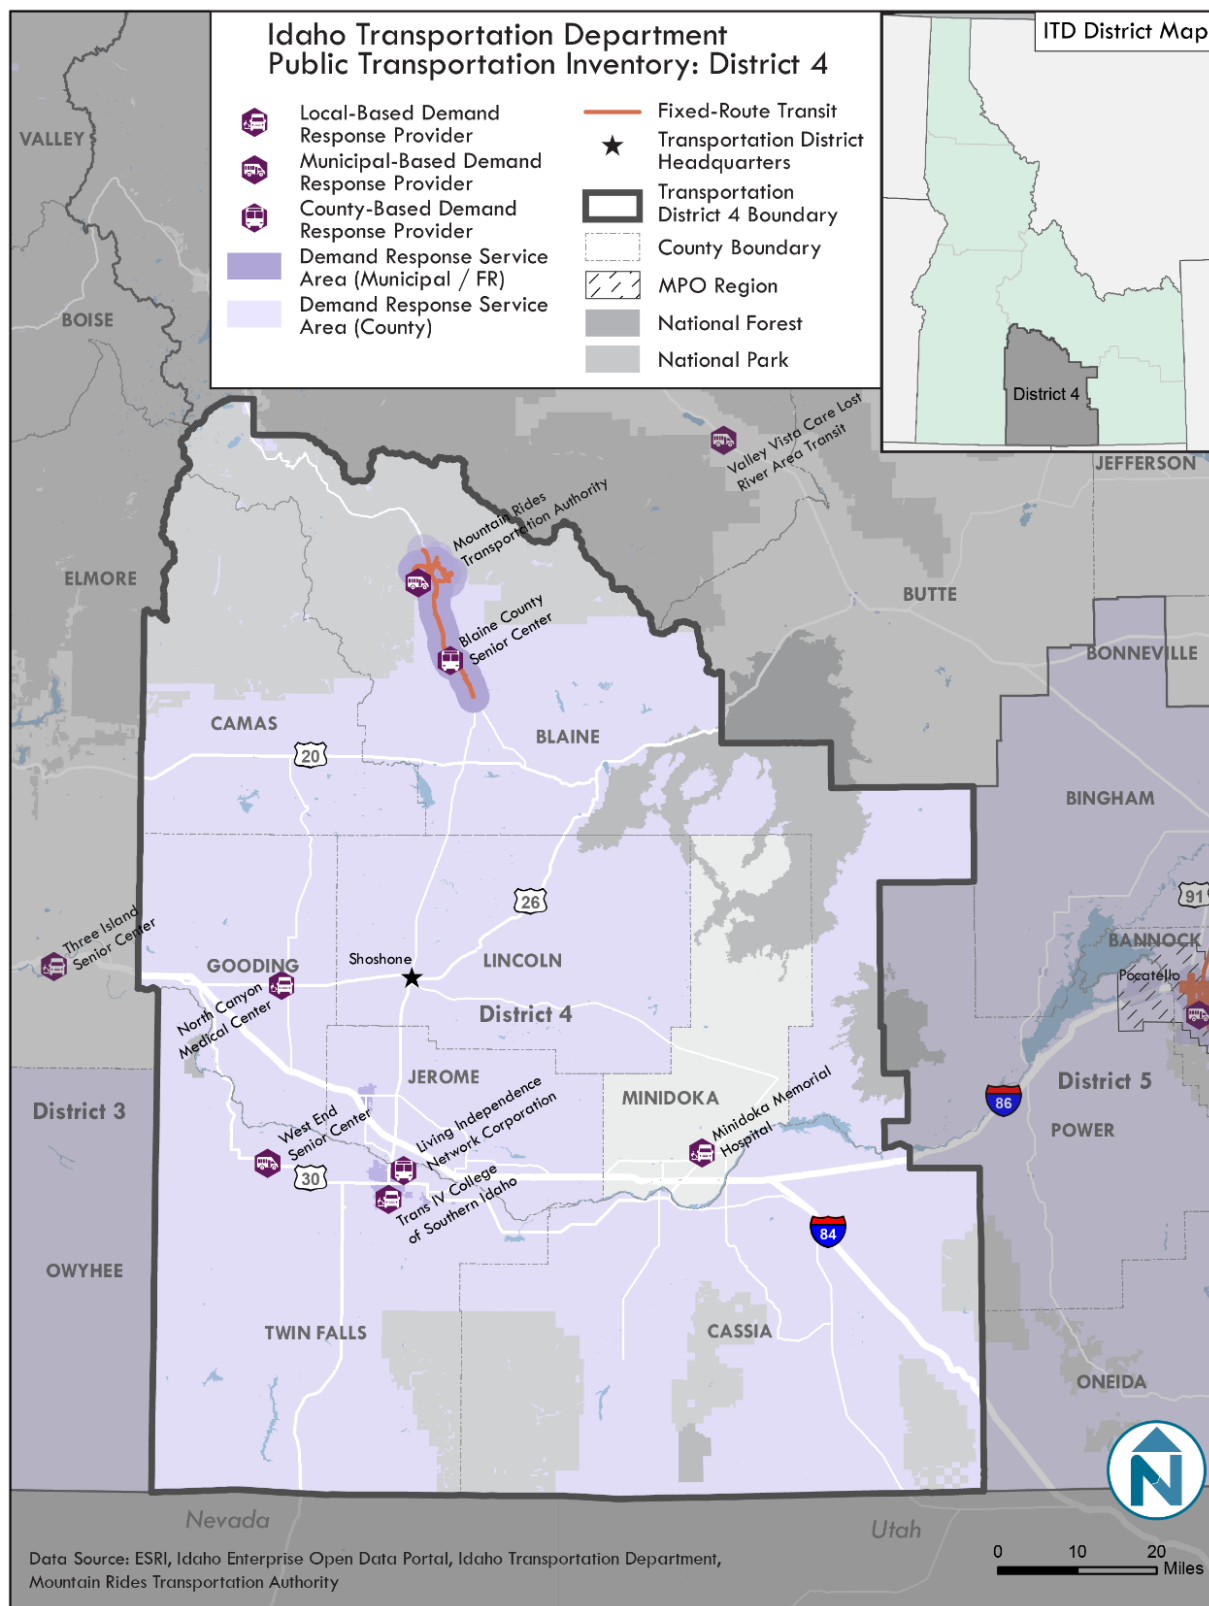 Idaho Transportation Department
Public Transportation Inventory: District 4
Local-Based Demand
Response Provider
Municipal-Based Demand
Response Provider
County-Based Demand
Response Provider
Demand Response Service
Area (Municipal / FR)
Demand Response Service
Area (County)
Fixed-Route Transit
Transportation District
Headquarters
Transportation
District 4 Boundary
County Boundary
MPO Region
National Forest
National Park
ITD District Map
District 4
VALLEY
BOISE
ELMORE
Valley Vista Care Lost
River Area Transit
JEFFERSON
Mountain Rides
Transportation Authority
BUTTE
Blaine County
Senior Center
BONNEVILLE
CAMAS
BLAINE
20
BINGHAM
26
91
Three Island
Senior Center
BANNOCK
Pocatello
GOODING
Shoshone
LINCOLN
North Canyon
Medical Center
District 4
JEROME
District 5
86
MINIDOKA
District 3
POWER
West End
Senior Center
Living Independence
Network Corporation
Minidoka Memorial
Hospital
30
Trans IV College
of Southern Idaho
84
OWYHEE
TWIN FALLS
CASSIA
ONEIDA
N
Nevada
Utah
Data Source: ESRI, Idaho Enterprise Open Data Portal, Idaho Transportation Department,
Mountain Rides Transportation Authority
0 10 20
Miles